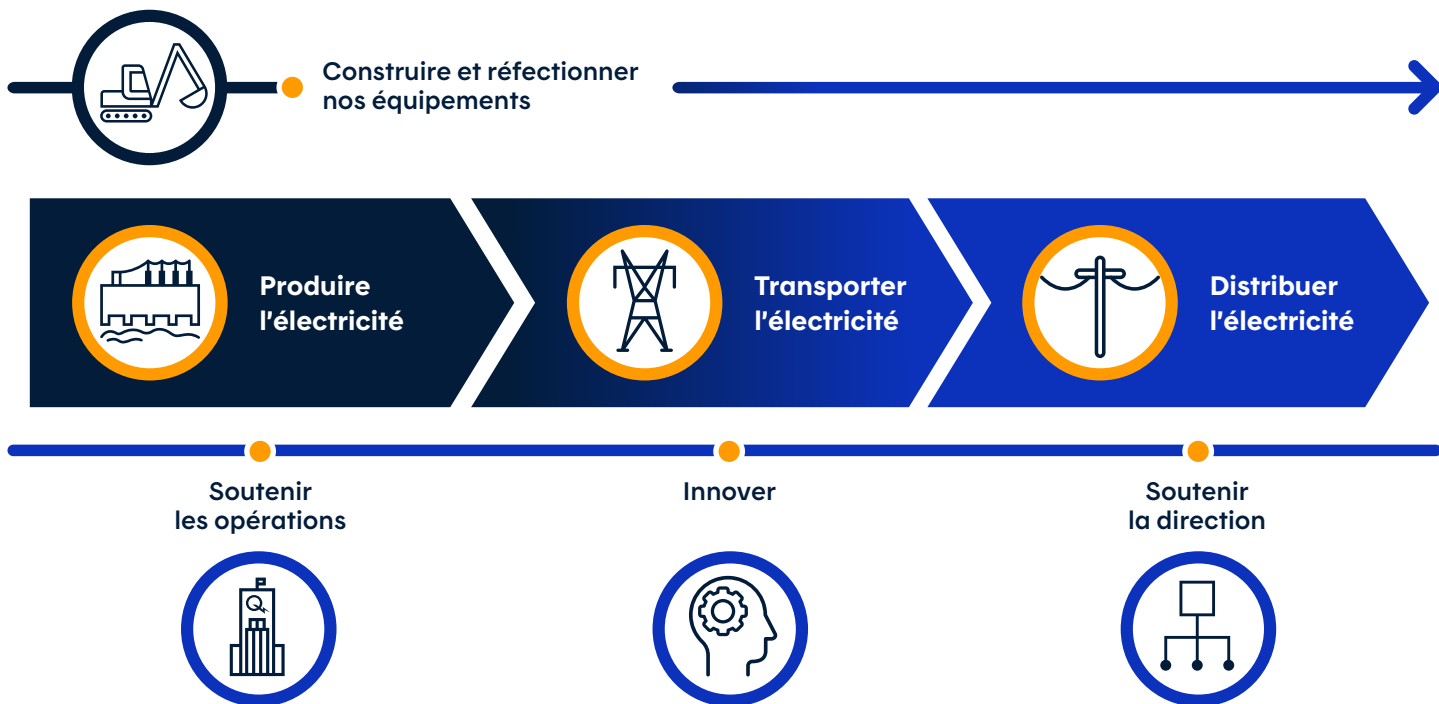 Construire et réfectionner
nos équipements
Produire
l'électricité
Transporter
l'électricité
Distribuer
l'électricité
Soutenir
les opérations
Innover
Soutenir
la direction
Q